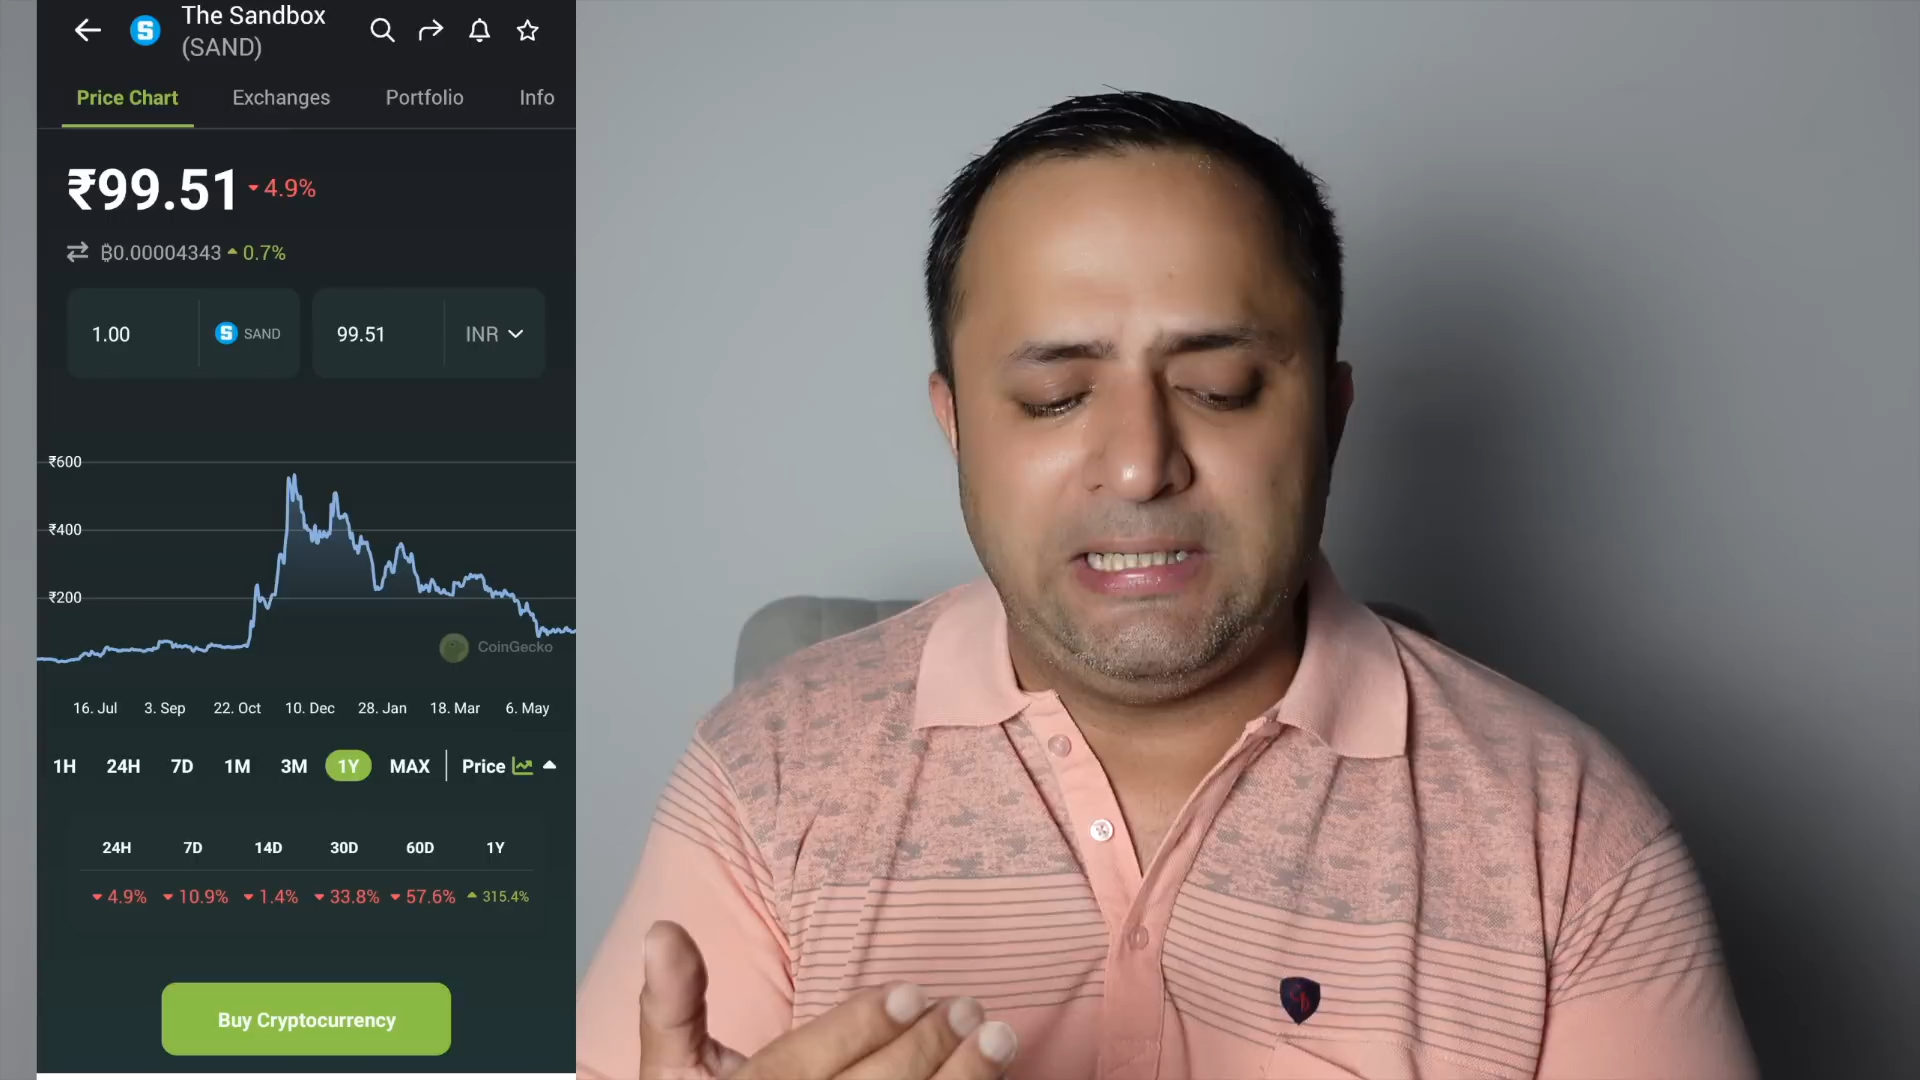 The Sandbox
(SAND)
Price Chart Exchanges Portfolio Info
₹99.51 4.9%
₿0.00004343 0.7%
1.00 SAND 99.51 INR
₹600
₹400
₹200
CoinGecko
16. Jul 3. Sep 22. Oct 10. Dec 28. Jan 18. Mar 6. May
1H 24H 7D 1M 3M 1Y MAX Price
24H 7D 14D 30D 60D 1Y
4.9% 10.9% 1.4% 33.8% 57.6% 315.4%
Buy Cryptocurrency